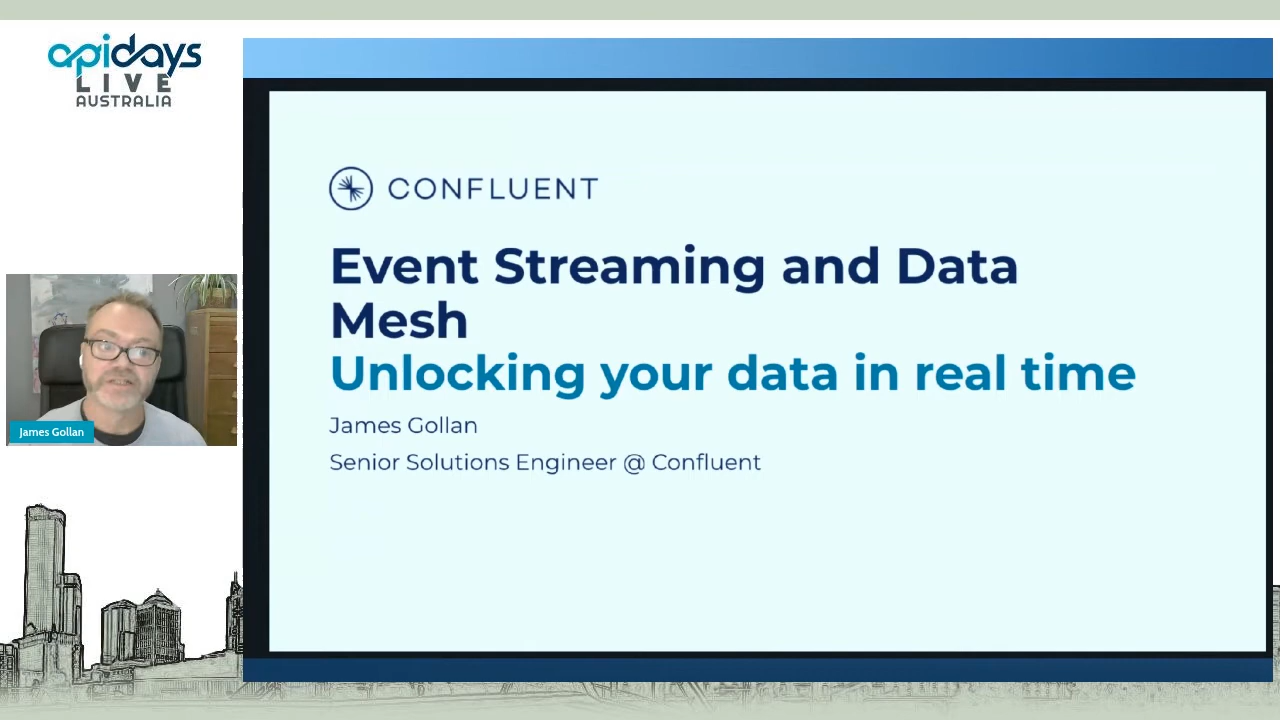 apidays
LIVE
AUSTRALIA
CONFLUENT
Event Streaming and Data
Mesh
Unlocking your data in real time
James Gollan
Senior Solutions Engineer @ Confluent
James Gollan